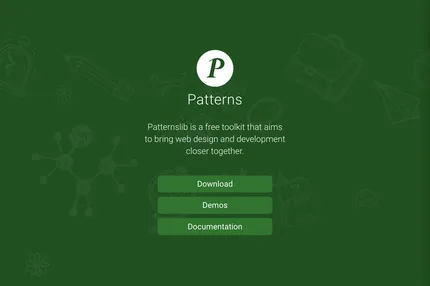 P
Patterns
Patternslib is a free toolkit that aims
to bring web design and development
closer together.
Download
Demos
Documentation